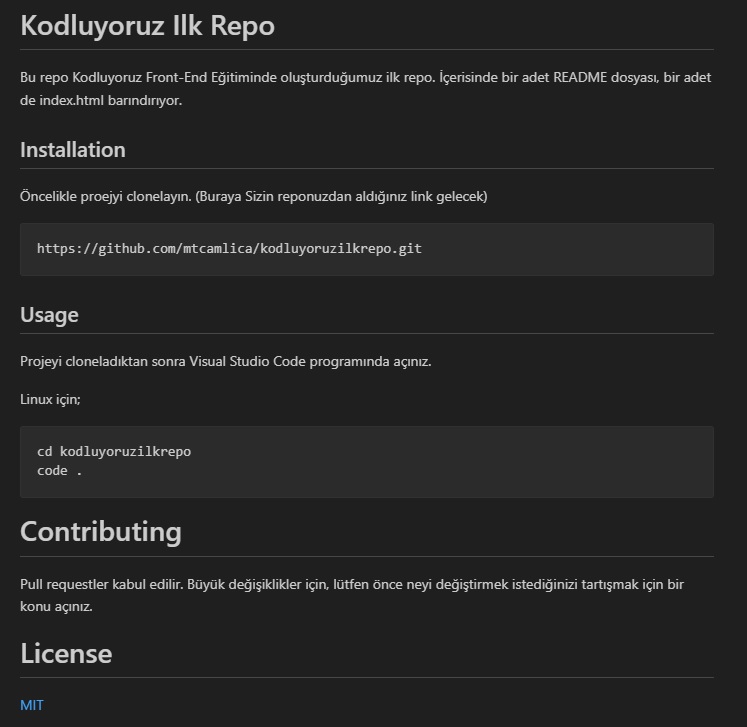 Kodluyoruz Ilk Repo
Bu repo Kodluyoruz Front-End Eğitiminde oluşturduğumuz ilk repo. İçerisinde bir adet README dosyası, bir adet
de index.html barındırıyor.
Installation
Öncelikle proejyi clonelayın. (Buraya Sizin reponuzdan aldığınız link gelecek)
https://github.com/mtcamlica/kodluyoruzilkrepo.git
Usage
Projeyi cloneladıktan sonra Visual Studio Code programında açınız.
Linux için;
cd kodluyoruzilkrepo
code .
Contributing
Pull requestler kabul edilir. Büyük değişiklikler için, lütfen önce neyi değiştirmek istediğinizi tartışmak için bir
konu açınız.
License
MIT